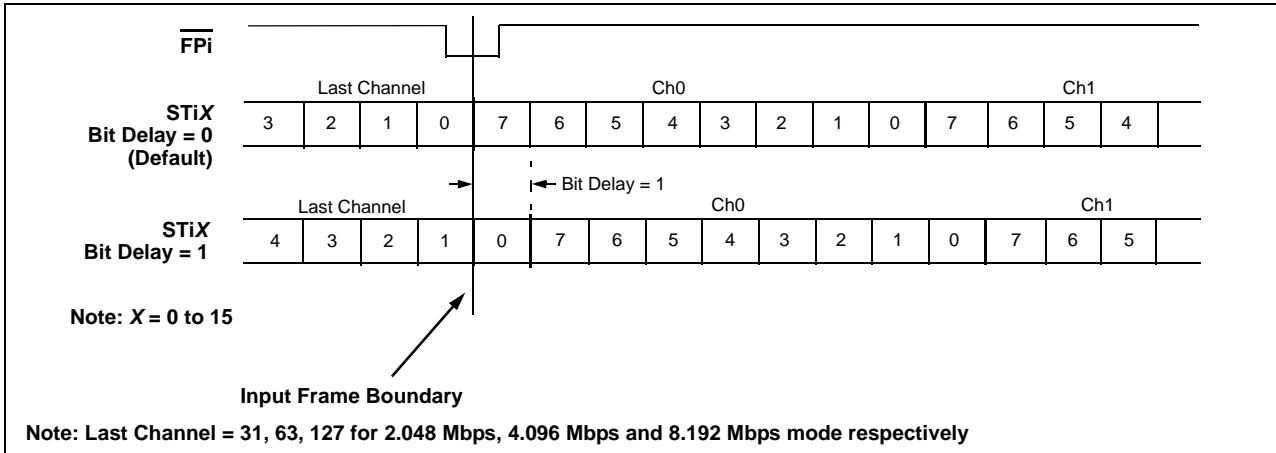 FPi
Last Channel Ch0 Ch1
STiX
Bit Delay = 0
(Default)
3 2 1 0 7 6 5 4 3 2 1 0 7 6 5 4
Bit Delay = 1
Last Channel Ch0 Ch1
STiX
Bit Delay = 1
4 3 2 1 0 7 6 5 4 3 2 1 0 7 6 5
Note: X = 0 to 15
Input Frame Boundary
Note: Last Channel = 31, 63, 127 for 2.048 Mbps, 4.096 Mbps and 8.192 Mbps mode respectively